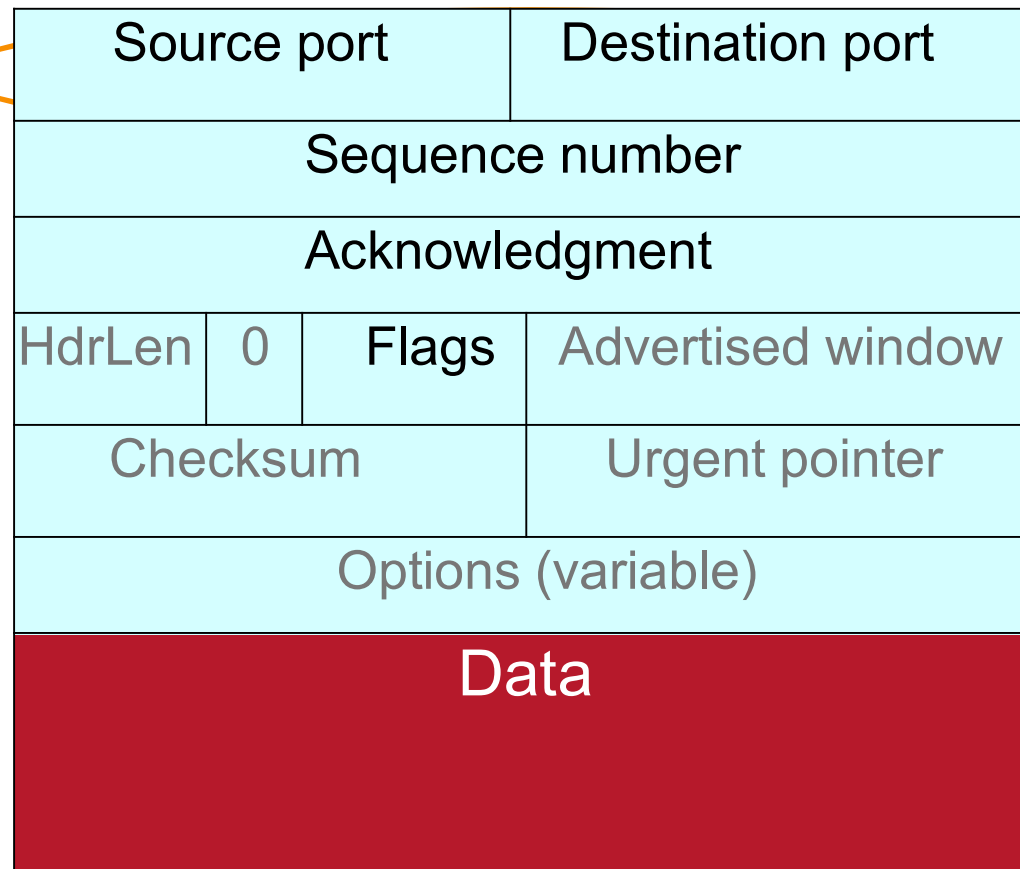 Source port Destination port
Sequence number
Acknowledgment
HdrLen 0 Flags Advertised window
Checksum Urgent pointer
Options (variable)
Data